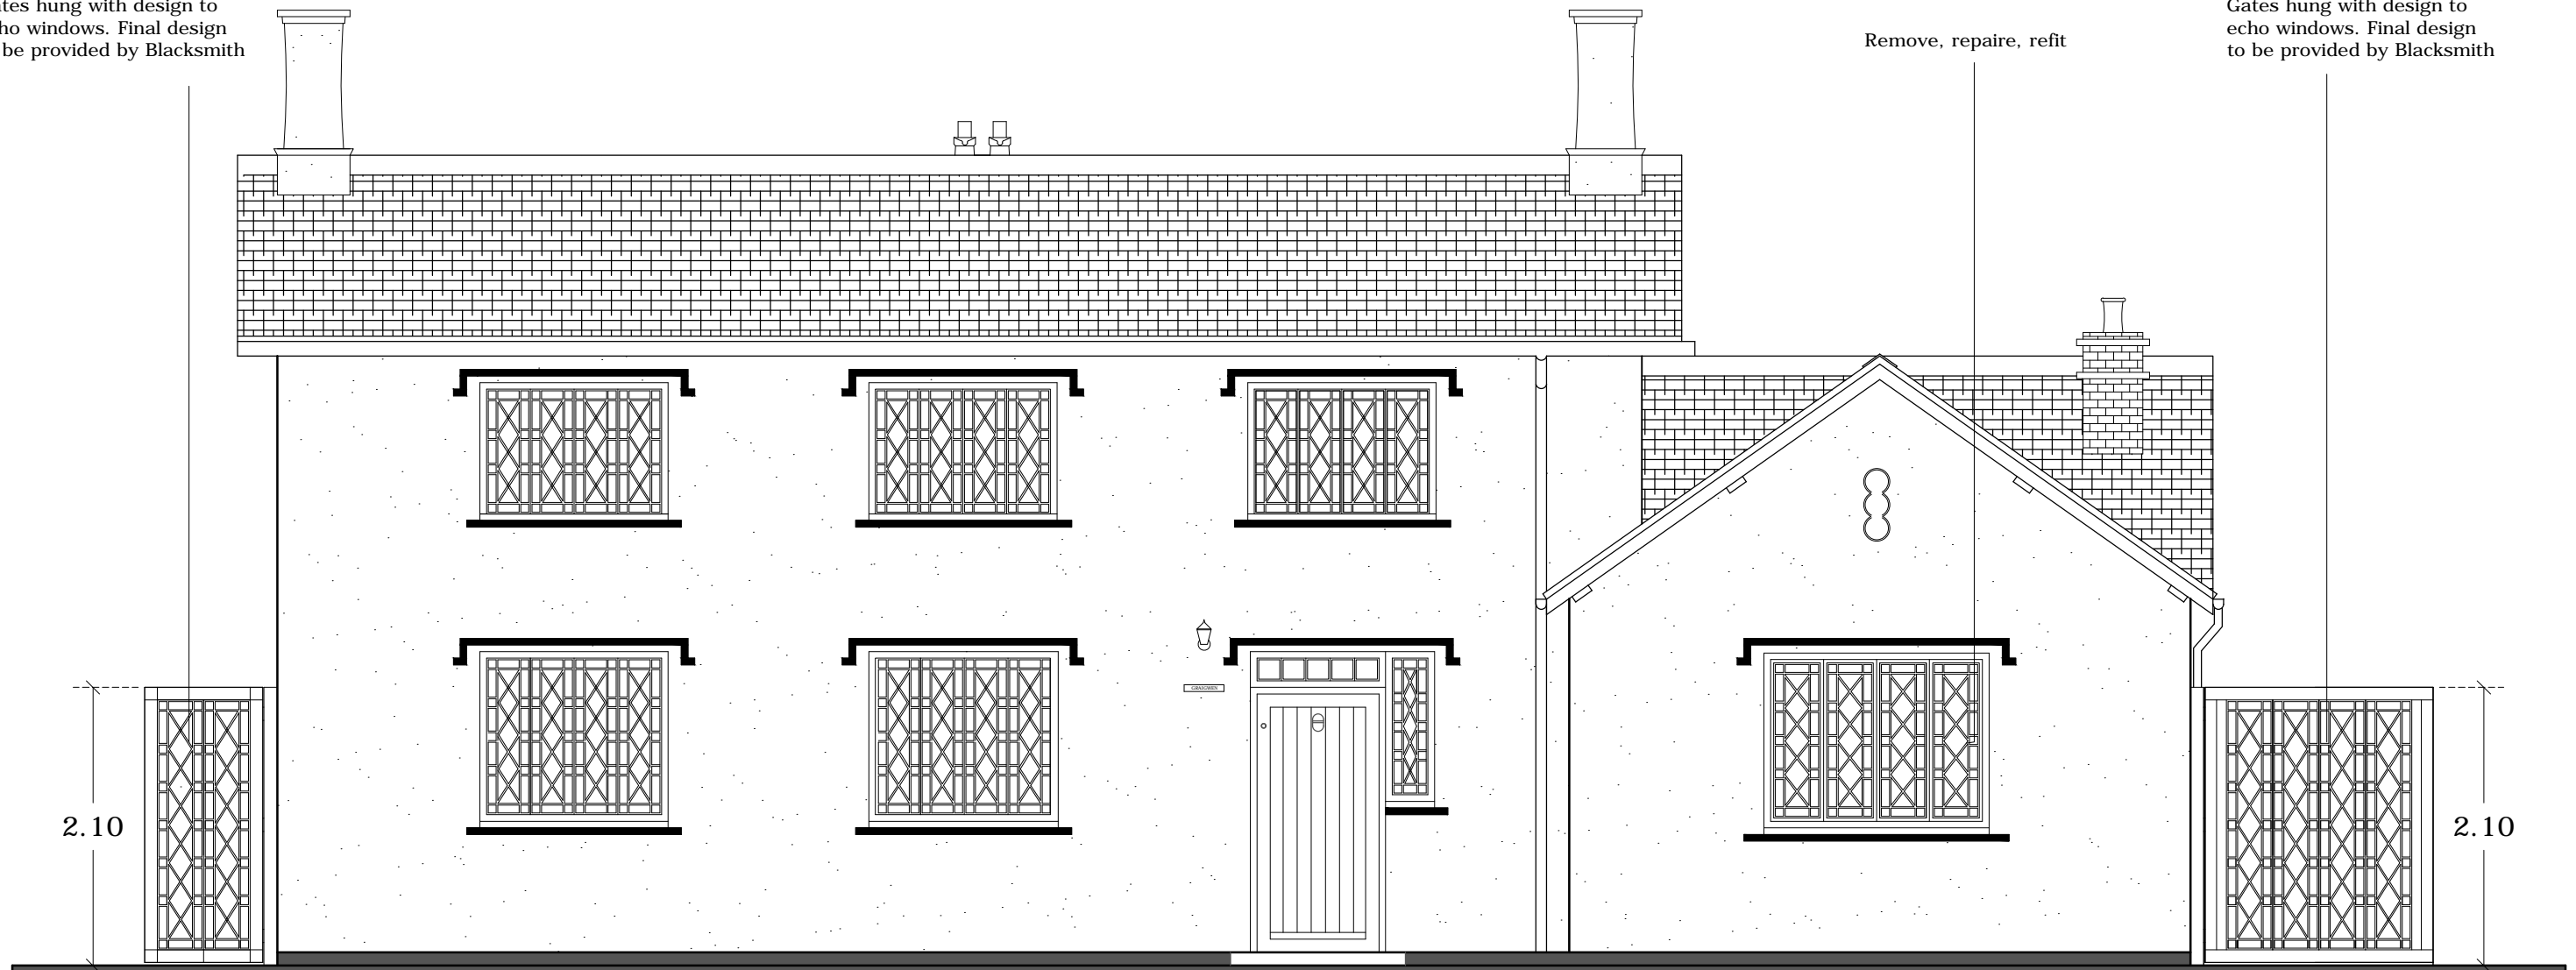 ates hung with design to
ho windows. Final design
be provided by Blacksmith
Remove, repaire, refit
Gates hung with design to
echo windows. Final design
to be provided by Blacksmith
2.10
2.10